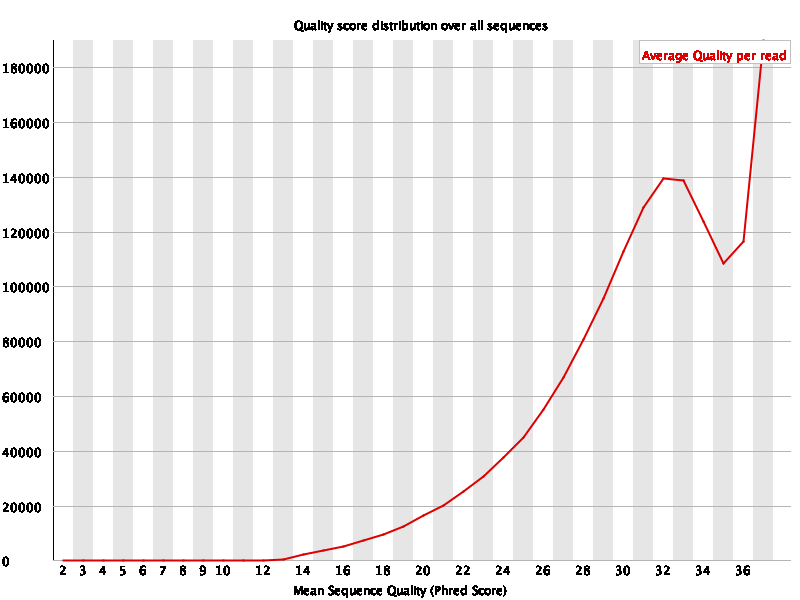 Quality score distribution over all sequences
Average Quality per read
180000
160000
140000
120000
100000
80000
60000
40000
20000
0
2 3 4 5 6 7 8 9 10 12 14 16 18 20 22 24 26 28 30 32 34 36
Mean Sequence Quality (Phred Score)